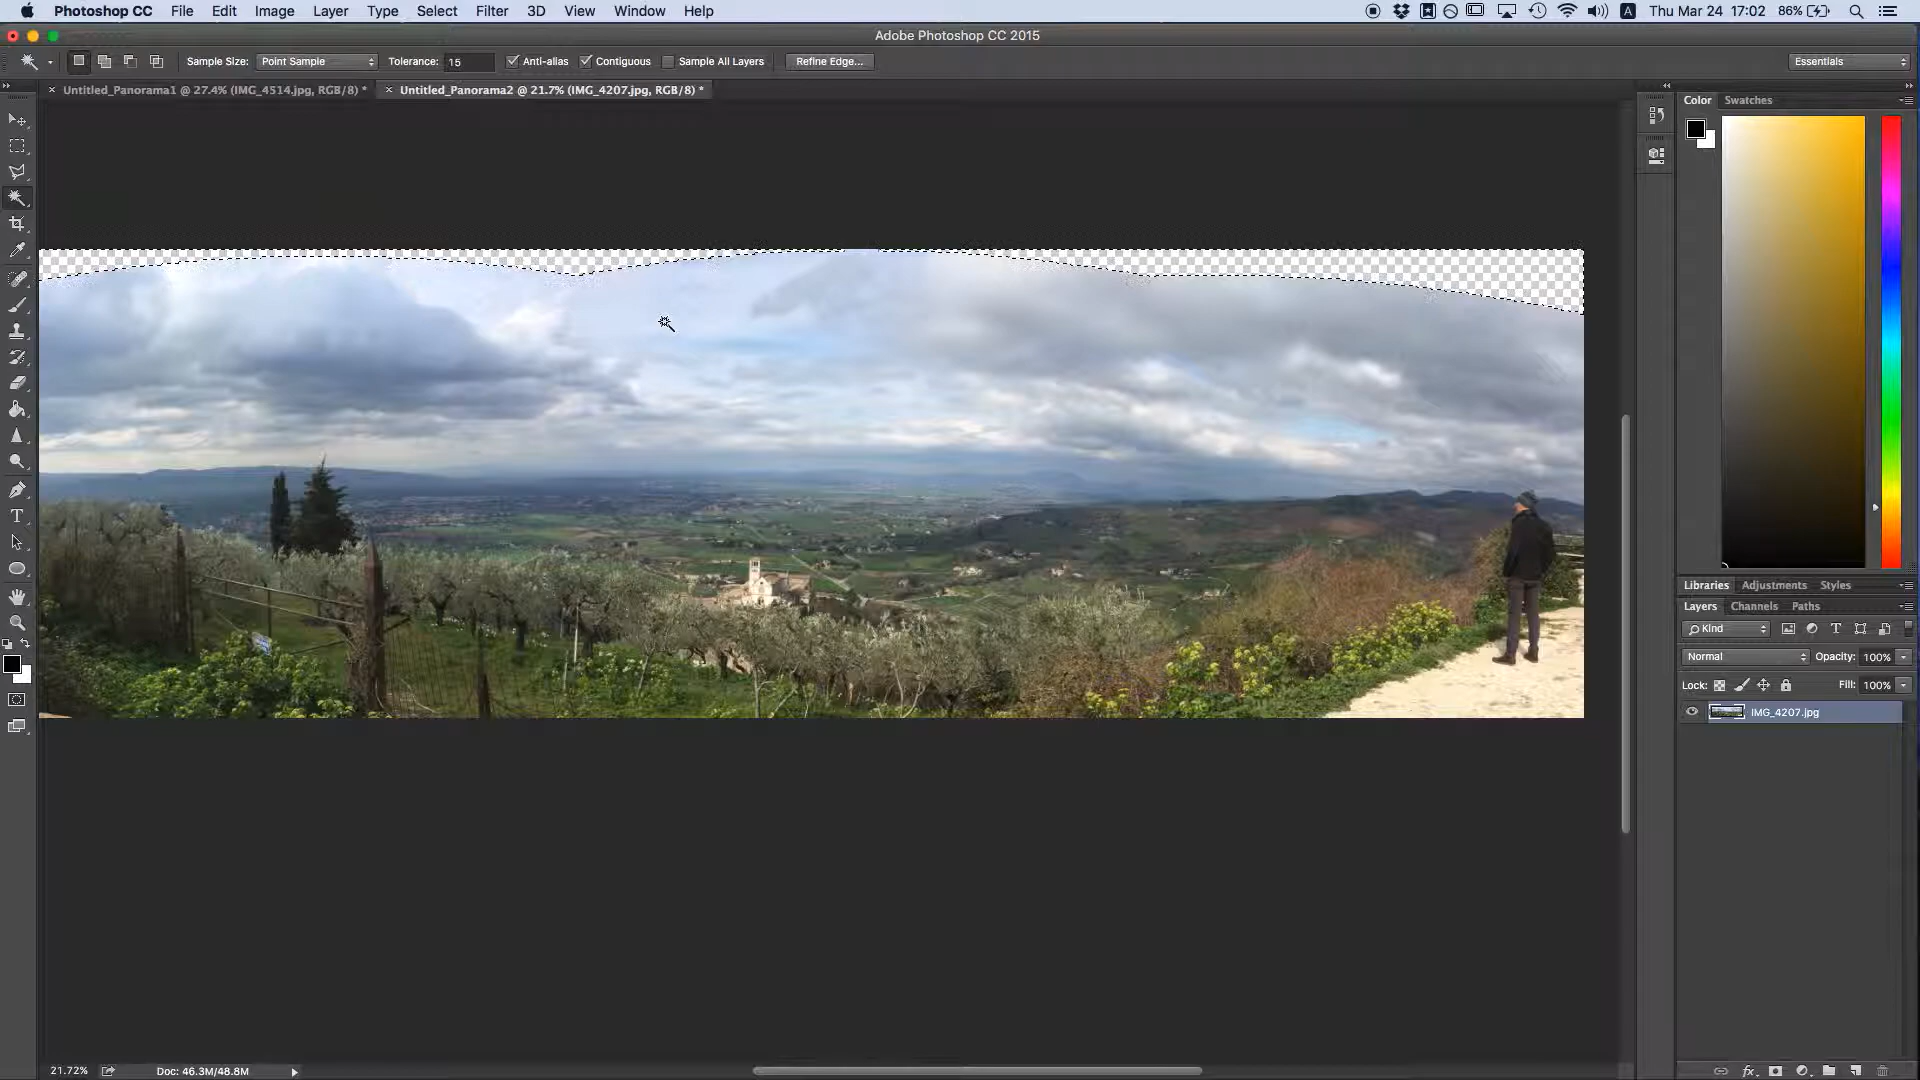 Photoshop CC File Edit Image Layer Type Select Filter 3D View Window Help A Thu Mar 24 17:02 86%
Adobe Photoshop CC 2015
Sample Size: Point Sample Tolerance: 15 Anti-alias Contiguous Sample All Layers Refine Edge... Essentials
Untitled_Panorama1 @ 27.4% (IMG_4514.jpg, RGB/8) * Untitled_Panorama2 @ 21.7% (IMG_4207.jpg, RGB/8) *
Color Swatches
Libraries Adjustments Styles
Layers Channels Paths
Kind T
Normal Opacity: 100%
Lock: Fill: 100%
IMG_4207.jpg
T
21.72% Doc: 46.3M/48.8M fx